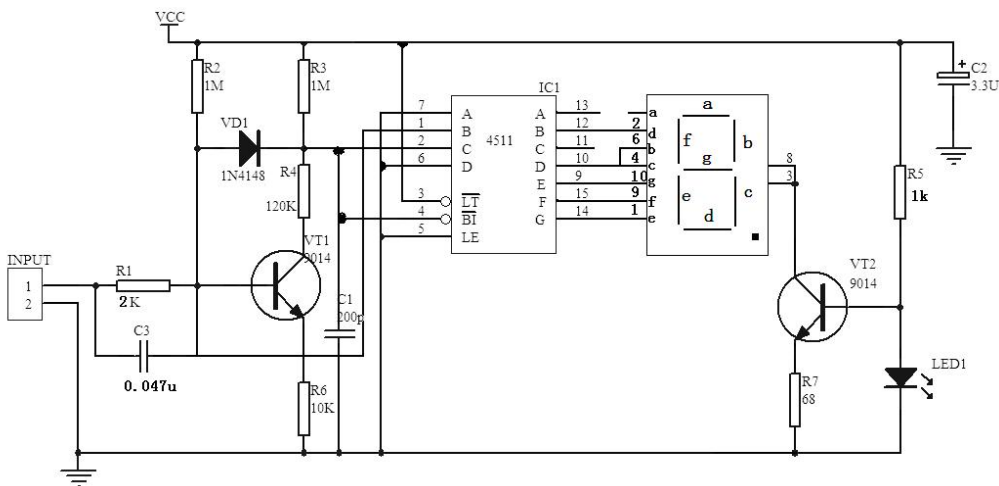 VCC
R2
1M
R3
1M
C2
3.3U
VD1
1N4148
R4
120K
IC1
4511
7 A
1 B
2 C
6 D
3 LT
4 BI
5 LE
A 13
B 12
C 11
D 10
E 9
F 15
G 14
a
2 d
6 b
4 c
10 g
9 f
1 e
a
f
b
g
e
c
d
8
3
R5
1k
INPUT
1
2
R1
2K
C3
0.047u
VT1
9014
C1
200p
R6
10K
VT2
9014
R7
68
LED1
+